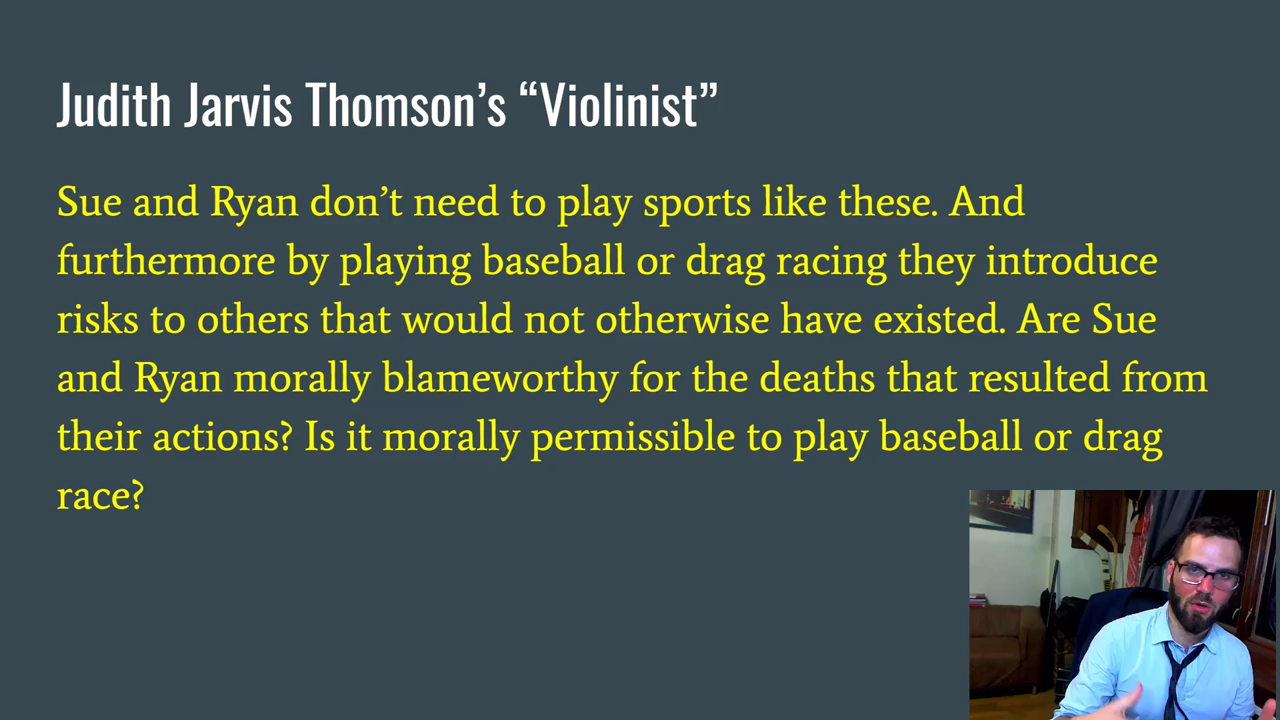 Judith Jarvis Thomson’s “Violinist”
Sue and Ryan don’t need to play sports like these. And
furthermore by playing baseball or drag racing they introduce
risks to others that would not otherwise have existed. Are Sue
and Ryan morally blameworthy for the deaths that resulted from
their actions? Is it morally permissible to play baseball or drag
race?